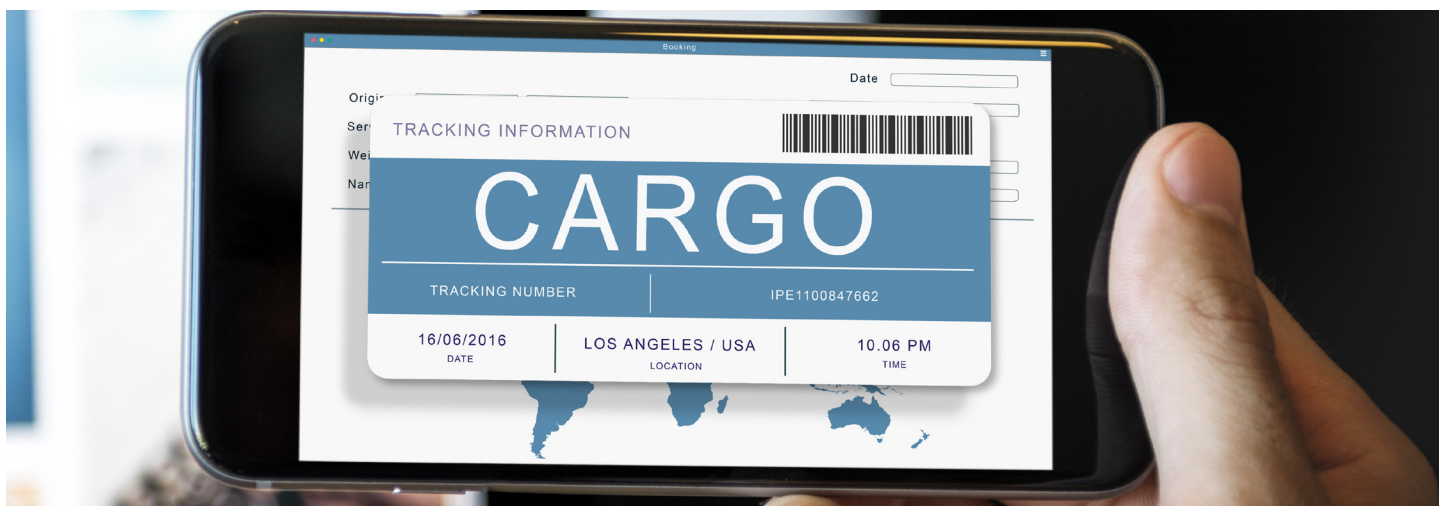 Booking
Date
TRACKING INFORMATION
CARGO
TRACKING NUMBER
IPE1100847662
16/06/2016
DATE
LOS ANGELES / USA
LOCATION
10.06 PM
TIME